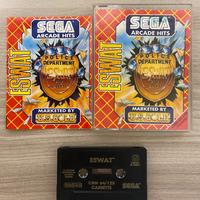 SEGA
ARCADE HITS
ESWAT
POLICE
DEPARTMENT
MARKETED BY
U.S. GOLD
SEGA
ARCADE HITS
ESWAT
POLICE
DEPARTMENT
MARKETED BY
U.S. GOLD
ESWAT
CBM 64/128
CASSETTE
SEGA